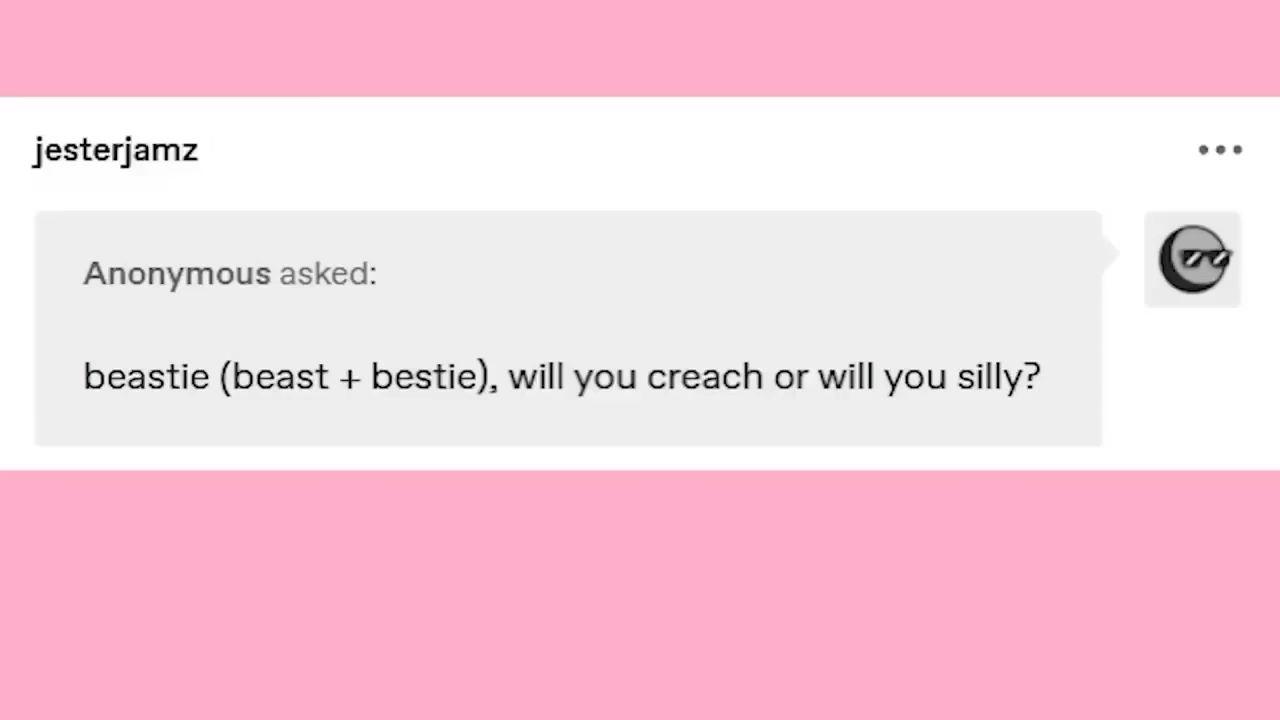 jesterjamz
Anonymous asked:
beastie (beast + bestie), will you creach or will you silly?